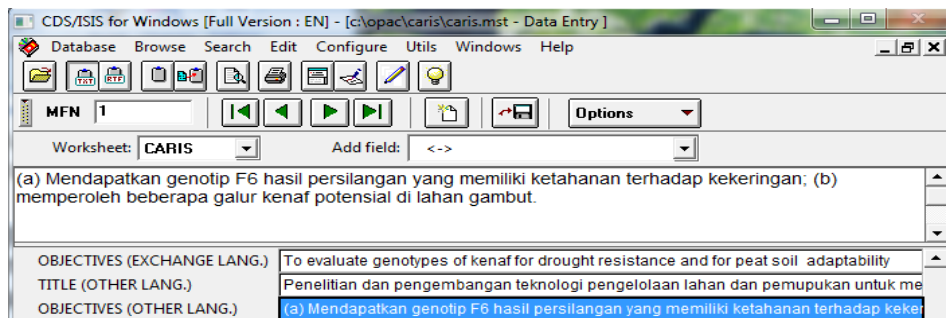 CDS/ISIS for Windows [Full Version : EN] - [c:\opac\caris\caris.mst - Data Entry ]
Database Browse Search Edit Configure Utils Windows Help
TXT RTF
MFN 1 Options
Worksheet: CARIS Add field: <->
(a) Mendapatkan genotip F6 hasil persilangan yang memiliki ketahanan terhadap kekeringan; (b)
memperoleh beberapa galur kenaf potensial di lahan gambut.
OBJECTIVES (EXCHANGE LANG.) To evaluate genotypes of kenaf for drought resistance and for peat soil adaptability
TITLE (OTHER LANG.) Penelitian dan pengembangan teknologi pengelolaan lahan dan pemupukan untuk me
OBJECTIVES (OTHER LANG.) (a) Mendapatkan genotip F6 hasil persilangan yang memiliki ketahanan terhadap keker